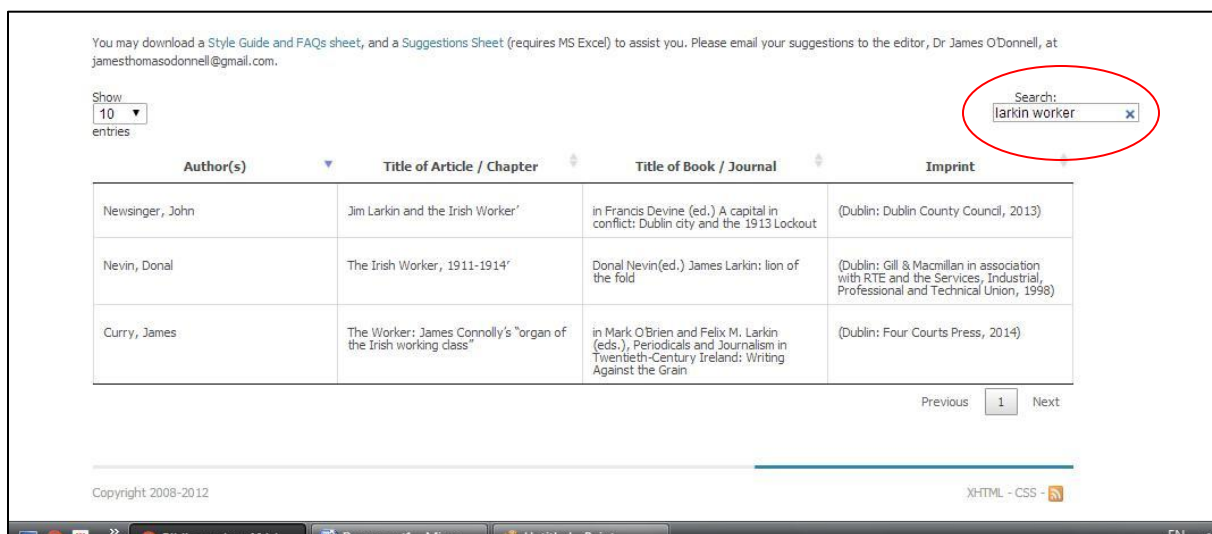 You may download a Style Guide and FAQs sheet, and a Suggestions Sheet (requires MS Excel) to assist you. Please email your suggestions to the editor, Dr James O'Donnell, at
jamesthomasodonnell@gmail.com.
Show
10
entries
Search:
larkin worker
Author(s) Title of Article / Chapter Title of Book / Journal Imprint
Newsinger, John
Jim Larkin and the Irish Worker'
in Francis Devine (ed.) A capital in
conflict: Dublin city and the 1913 Lockout
(Dublin: Dublin County Council, 2013)
Nevin, Donal
The Irish Worker, 1911-1914'
Donal Nevin(ed.) James Larkin: lion of
the fold
(Dublin: Gill & Macmillan in association
with RTE and the Services, Industrial,
Professional and Technical Union, 1998)
Curry, James
The Worker: James Connolly's "organ of
the Irish working class"
in Mark O'Brien and Felix M. Larkin
(eds.), Periodicals and Journalism in
Twentieth-Century Ireland: Writing
Against the Grain
(Dublin: Four Courts Press, 2014)
Previous 1 Next
Copyright 2008-2012
XHTML - CSS -
EN